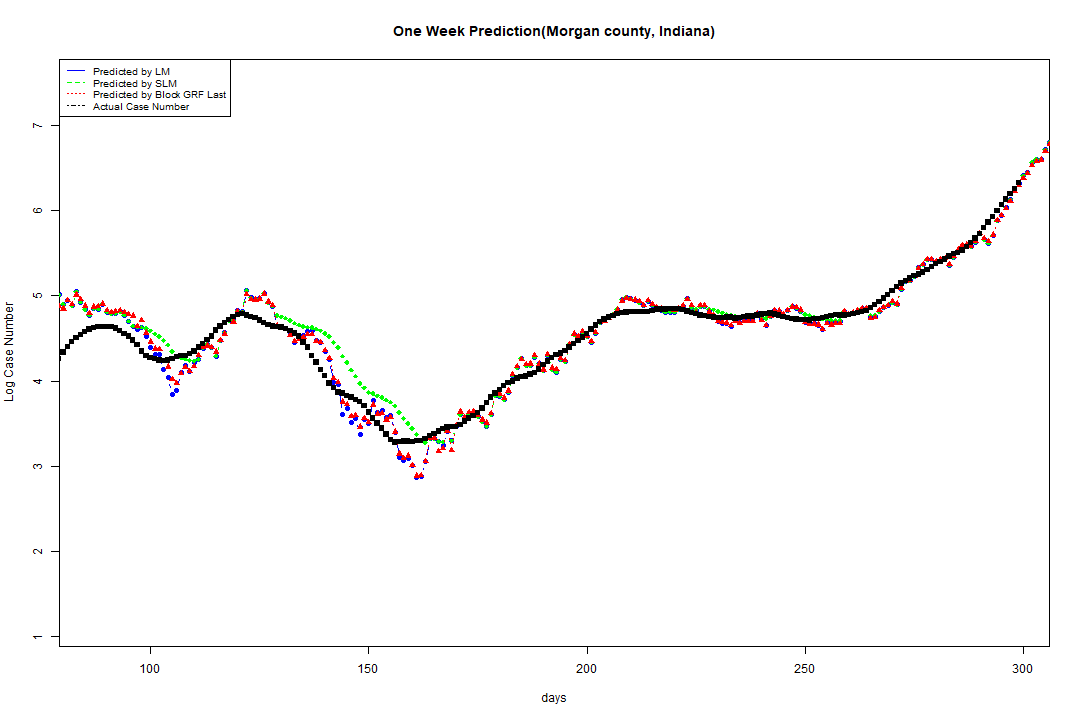 One Week Prediction(Morgan county, Indiana)
Predicted by LM
Predicted by SLM
Predicted by Block GRF Last
Actual Case Number
Log Case Number
7
6
5
4
3
2
1
100 150 200 250 300
days